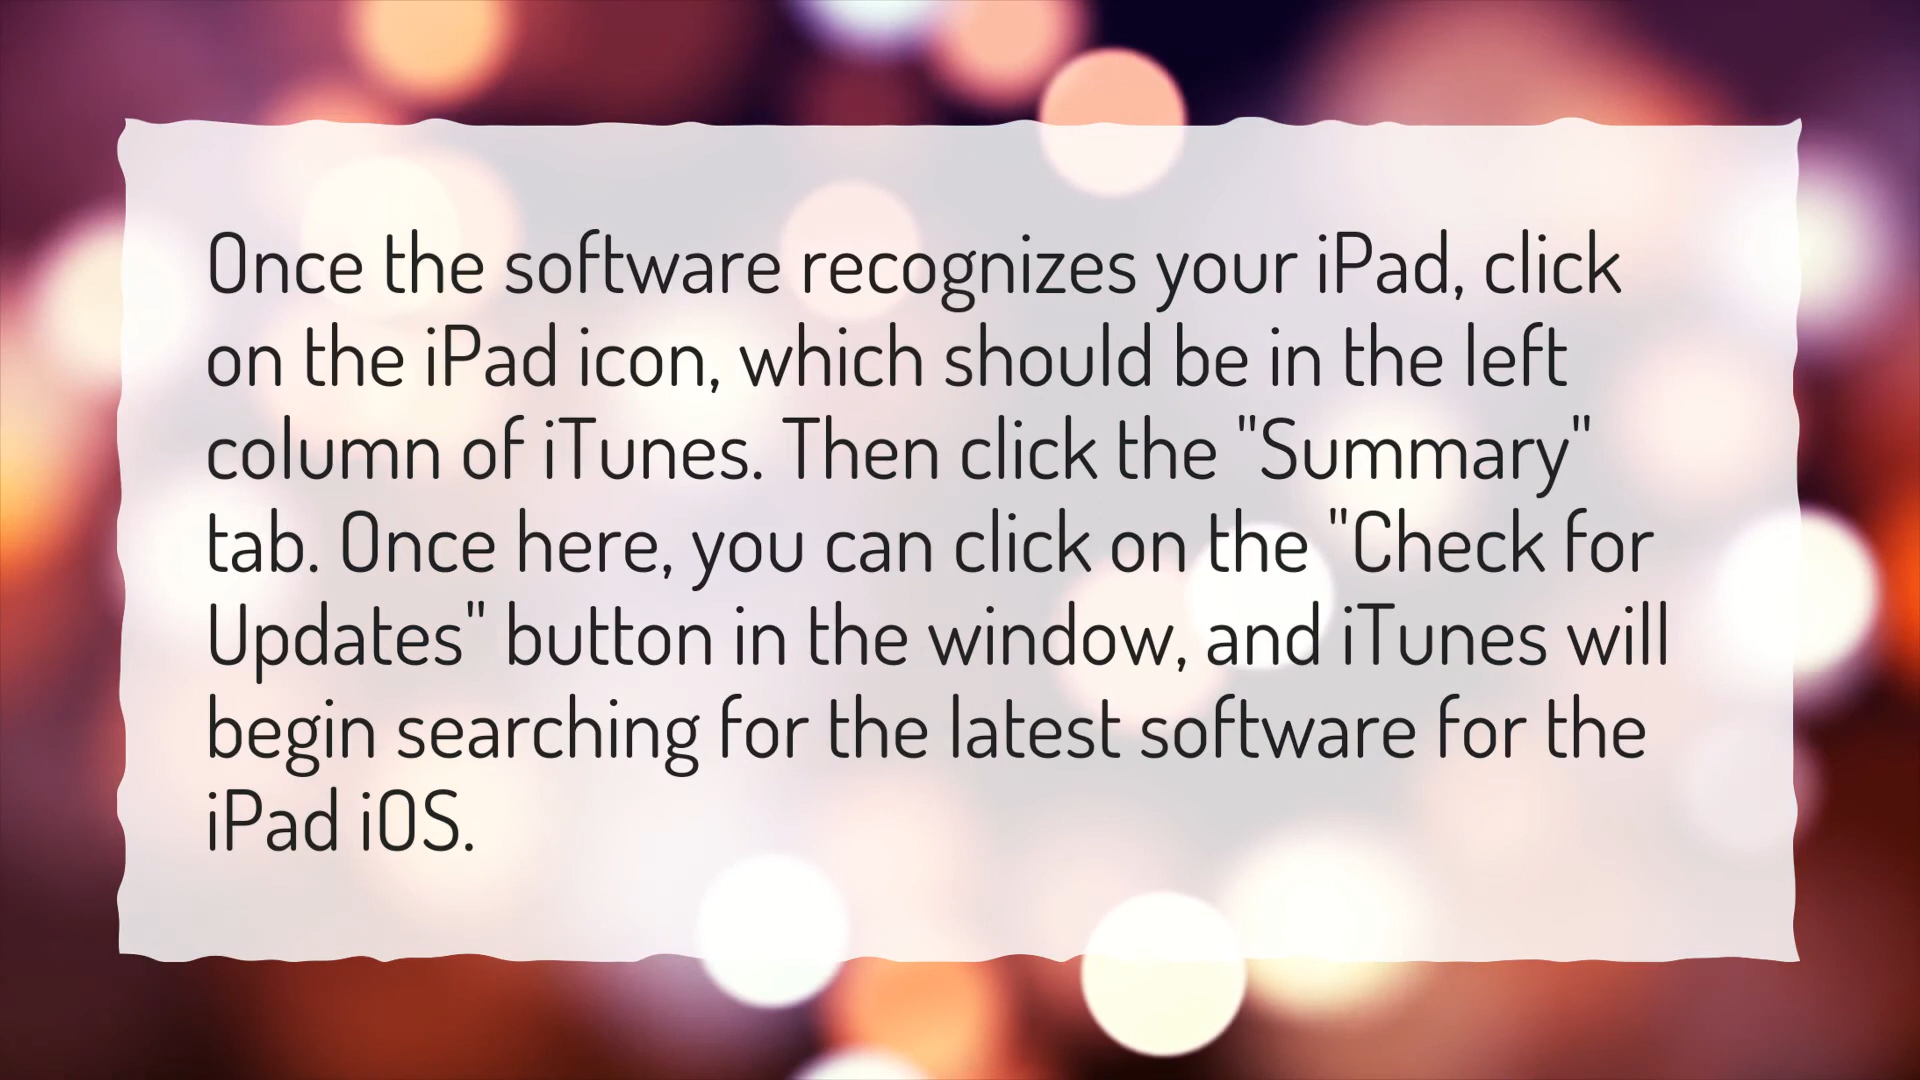 Once the software recognizes your iPad, click
on the iPad icon, which should be in the left
column of iTunes. Then click the "Summary"
tab. Once here, you can click on the "Check for
Updates" button in the window, and iTunes will
begin searching for the latest software for the
iPad iOS.